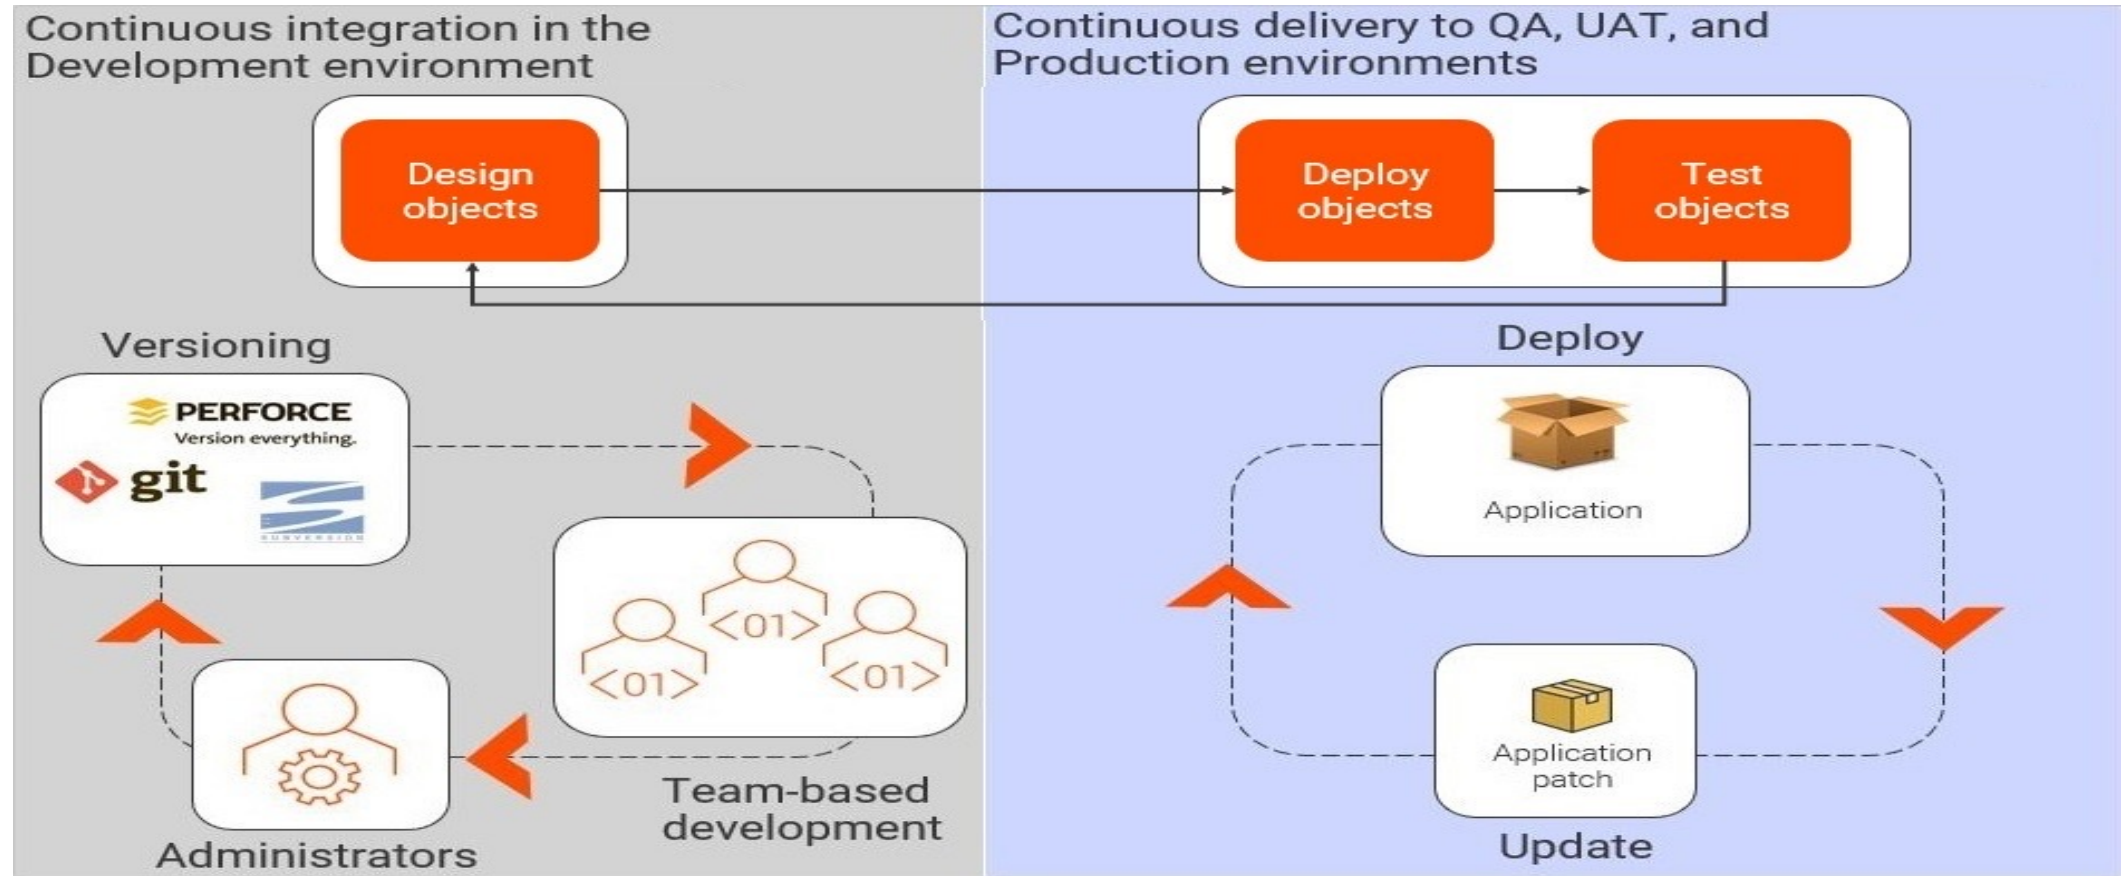 Continuous integration in the
Development environment
Continuous delivery to QA, UAT, and
Production environments
Design
objects
Deploy
objects
Test
objects
Versioning
PERFORCE
Version everything.
git
SUBVERSION
<01>
<01>
<01>
Team-based
development
Administrators
Deploy
Application
Application
patch
Update